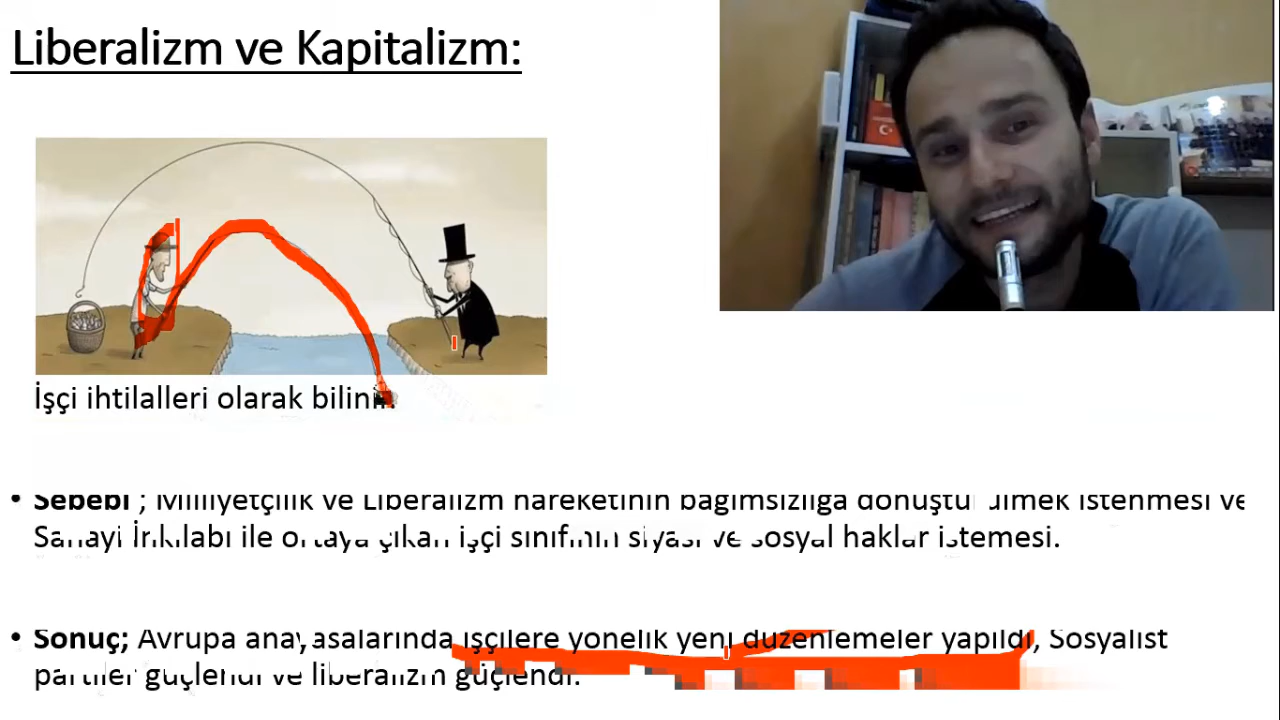 Liberalizm ve Kapitalizm:
İşçi ihtilalleri olarak bilinir.
• Sebebi ; Milliyetçilik ve Liberalizm hareketinin bağımsızlığa istenmesi ve
Sanayi İnkılabı ile ortaya çıkan işçi sınıfının siyasi ve sosyal haklar istemesi.
• Sonuç; Avrupa anayasalarında işçilere yönelik yeni düzenlemeler yapıldı, Sosyalist
partiler güçlendi ve liberalizm güçlendi.